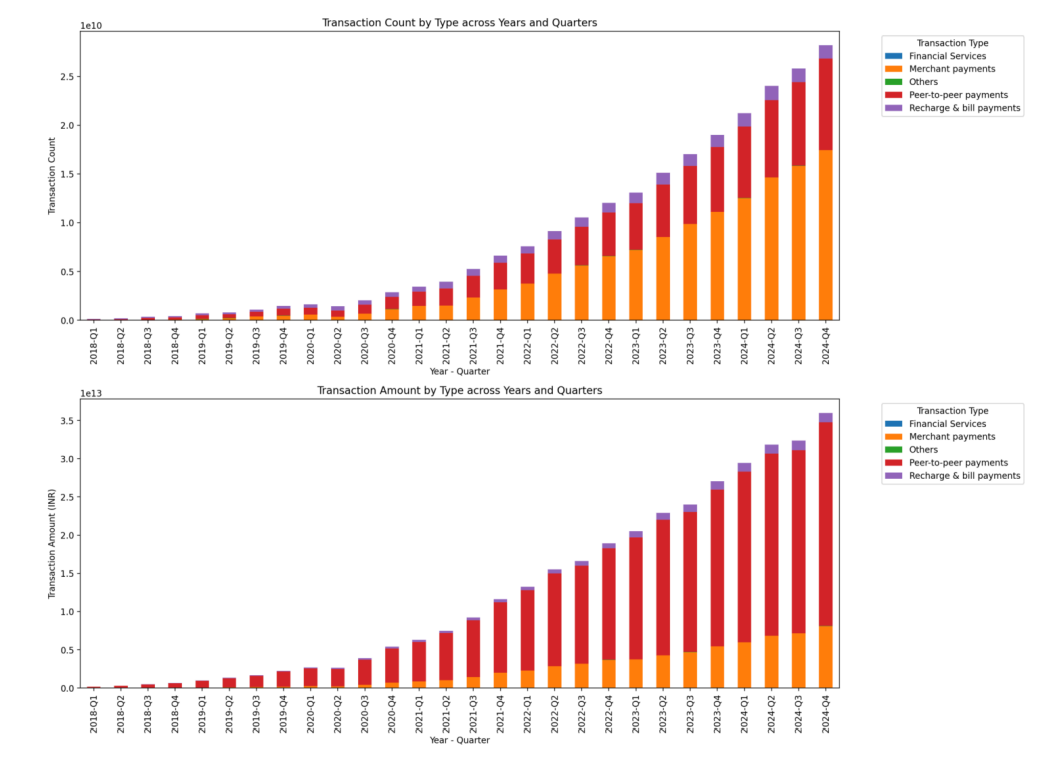 Transaction Count by Type across Years and Quarters
1e10
Transaction Type
Financial Services
Merchant payments
Others
Peer-to-peer payments
Recharge & bill payments
Transaction Count
2.5
2.0
1.5
1.0
0.5
0.0
2018-Q1
2018-Q2
2018-Q3
2018-Q4
2019-Q1
2019-Q2
2019-Q3
2019-Q4
2020-Q1
2020-Q2
2020-Q3
2020-Q4
2021-Q1
2021-Q2
2021-Q3
2021-Q4
2022-Q1
2022-Q2
2022-Q3
2022-Q4
2023-Q1
2023-Q2
2023-Q3
2023-Q4
2024-Q1
2024-Q2
2024-Q3
2024-Q4
Year - Quarter
Transaction Amount by Type across Years and Quarters
1e13
Transaction Type
Financial Services
Merchant payments
Others
Peer-to-peer payments
Recharge & bill payments
Transaction Amount (INR)
3.5
3.0
2.5
2.0
1.5
1.0
0.5
0.0
2018-Q1
2018-Q2
2018-Q3
2018-Q4
2019-Q1
2019-Q2
2019-Q3
2019-Q4
2020-Q1
2020-Q2
2020-Q3
2020-Q4
2021-Q1
2021-Q2
2021-Q3
2021-Q4
2022-Q1
2022-Q2
2022-Q3
2022-Q4
2023-Q1
2023-Q2
2023-Q3
2023-Q4
2024-Q1
2024-Q2
2024-Q3
2024-Q4
Year - Quarter